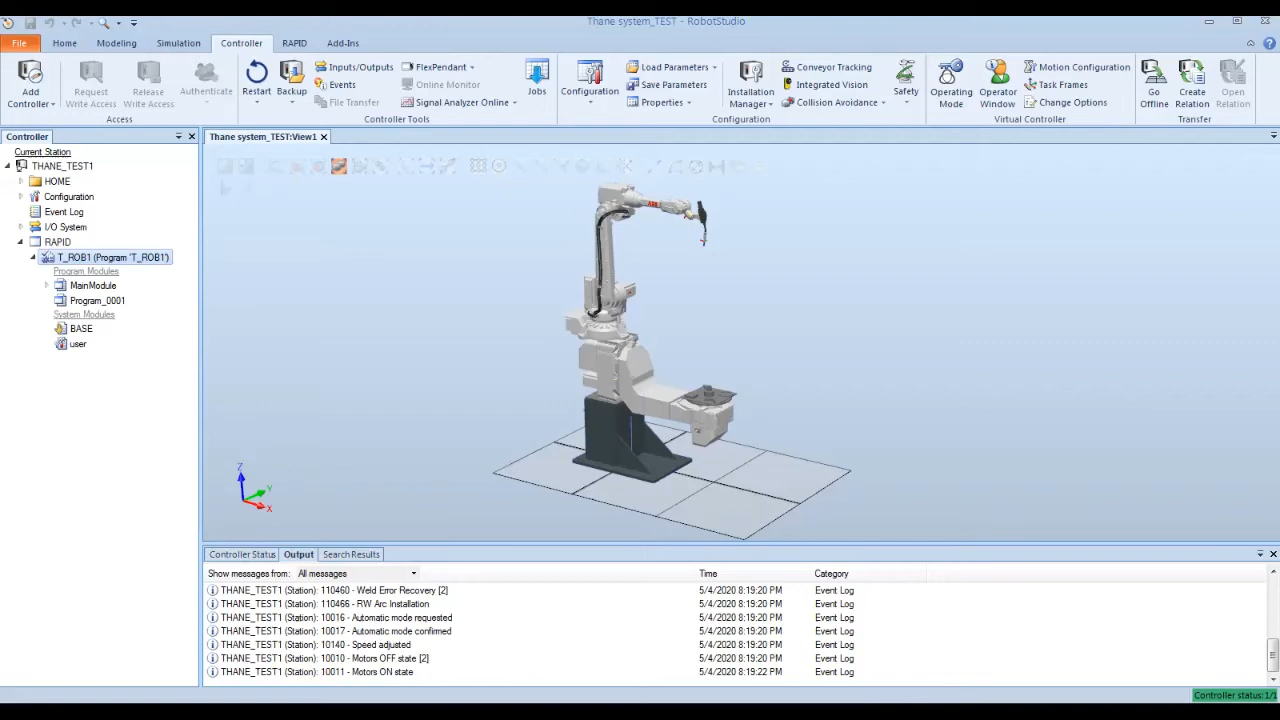 Thane system_TEST - RobotStudio
File Home Modeling Simulation Controller RAPID Add-Ins
Add Controller
Request Write Access
Release Write Access
Authenticate
Access
Restart
Backup
Inputs/Outputs
Events
File Transfer
FlexPendant
Online Monitor
Signal Analyzer Online
Jobs
Controller Tools
Configuration
Load Parameters
Save Parameters
Properties
Installation Manager
Conveyor Tracking
Integrated Vision
Collision Avoidance
Safety
Configuration
Operating Mode
Operator Window
Motion Configuration
Task Frames
Change Options
Virtual Controller
Go Offline
Create Relation
Open Relation
Transfer
Controller
Current Station
THANE_TEST1
HOME
Configuration
Event Log
I/O System
RAPID
T_ROB1 (Program 'T_ROB1')
Program Modules
MainModule
Program_0001
System Modules
BASE
user
Thane system_TEST:View1
ABB
Z
Y
X
Controller Status Output Search Results
Show messages from: All messages Time Category
THANE_TEST1 (Station): 110460 - Weld Error Recovery [2] 5/4/2020 8:19:20 PM Event Log
THANE_TEST1 (Station): 110466 - RW Arc Installation 5/4/2020 8:19:20 PM Event Log
THANE_TEST1 (Station): 10016 - Automatic mode requested 5/4/2020 8:19:20 PM Event Log
THANE_TEST1 (Station): 10017 - Automatic mode confirmed 5/4/2020 8:19:20 PM Event Log
THANE_TEST1 (Station): 10140 - Speed adjusted 5/4/2020 8:19:20 PM Event Log
THANE_TEST1 (Station): 10010 - Motors OFF state [2] 5/4/2020 8:19:20 PM Event Log
THANE_TEST1 (Station): 10011 - Motors ON state 5/4/2020 8:19:22 PM Event Log
Controller status: 1/1